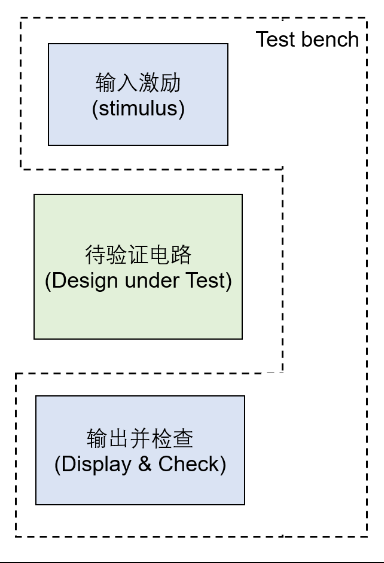 Test bench
输入激励
(stimulus)
待验证电路
(Design under Test)
输出并检查
(Display & Check)